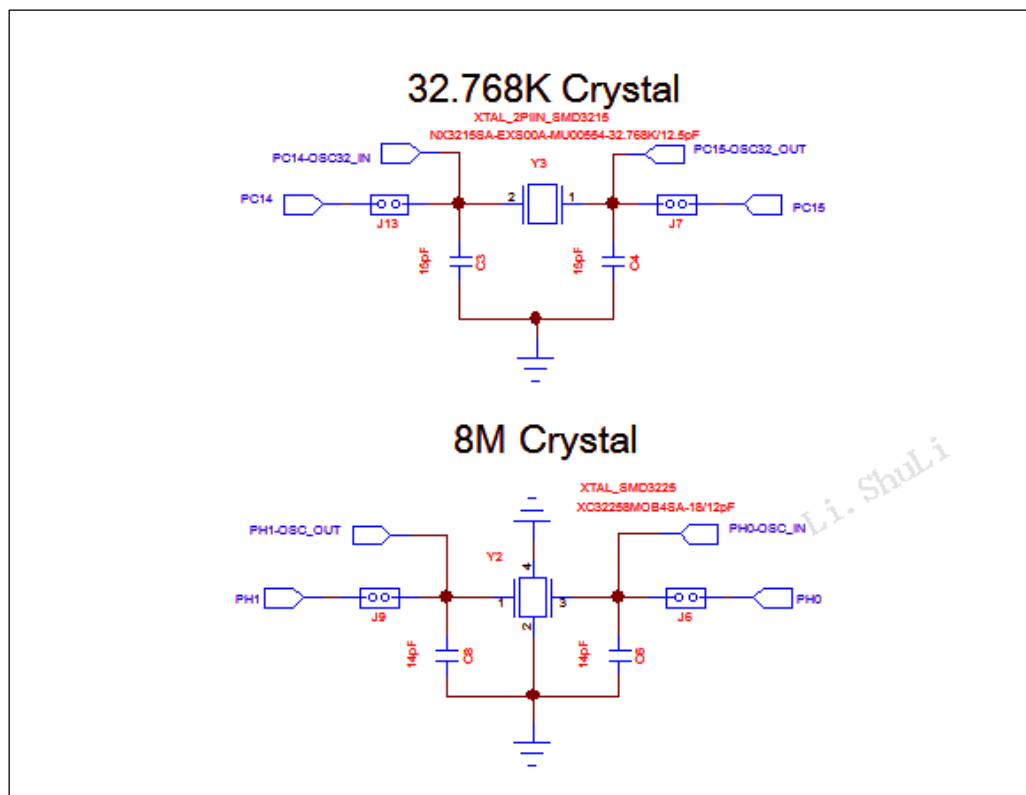 32.768K Crystal
XTAL_2PIIN_SMD3215
NX3215SA-EXS00A-MU00554-32.768K/12.5pF
PC14-OSC32_IN
PC15-OSC32_OUT
Y3
PC14
2
1
PC15
J13
J7
15pF
C3
15pF
C4
8M Crystal
XTAL_SMD3225
XC32258MOB4SA-18/12pF
Li.ShuLi
PH1-OSC_OUT
PH0-OSC_IN
Y2
4
PH1
1
3
PH0
J9
J6
2
14pF
14pF